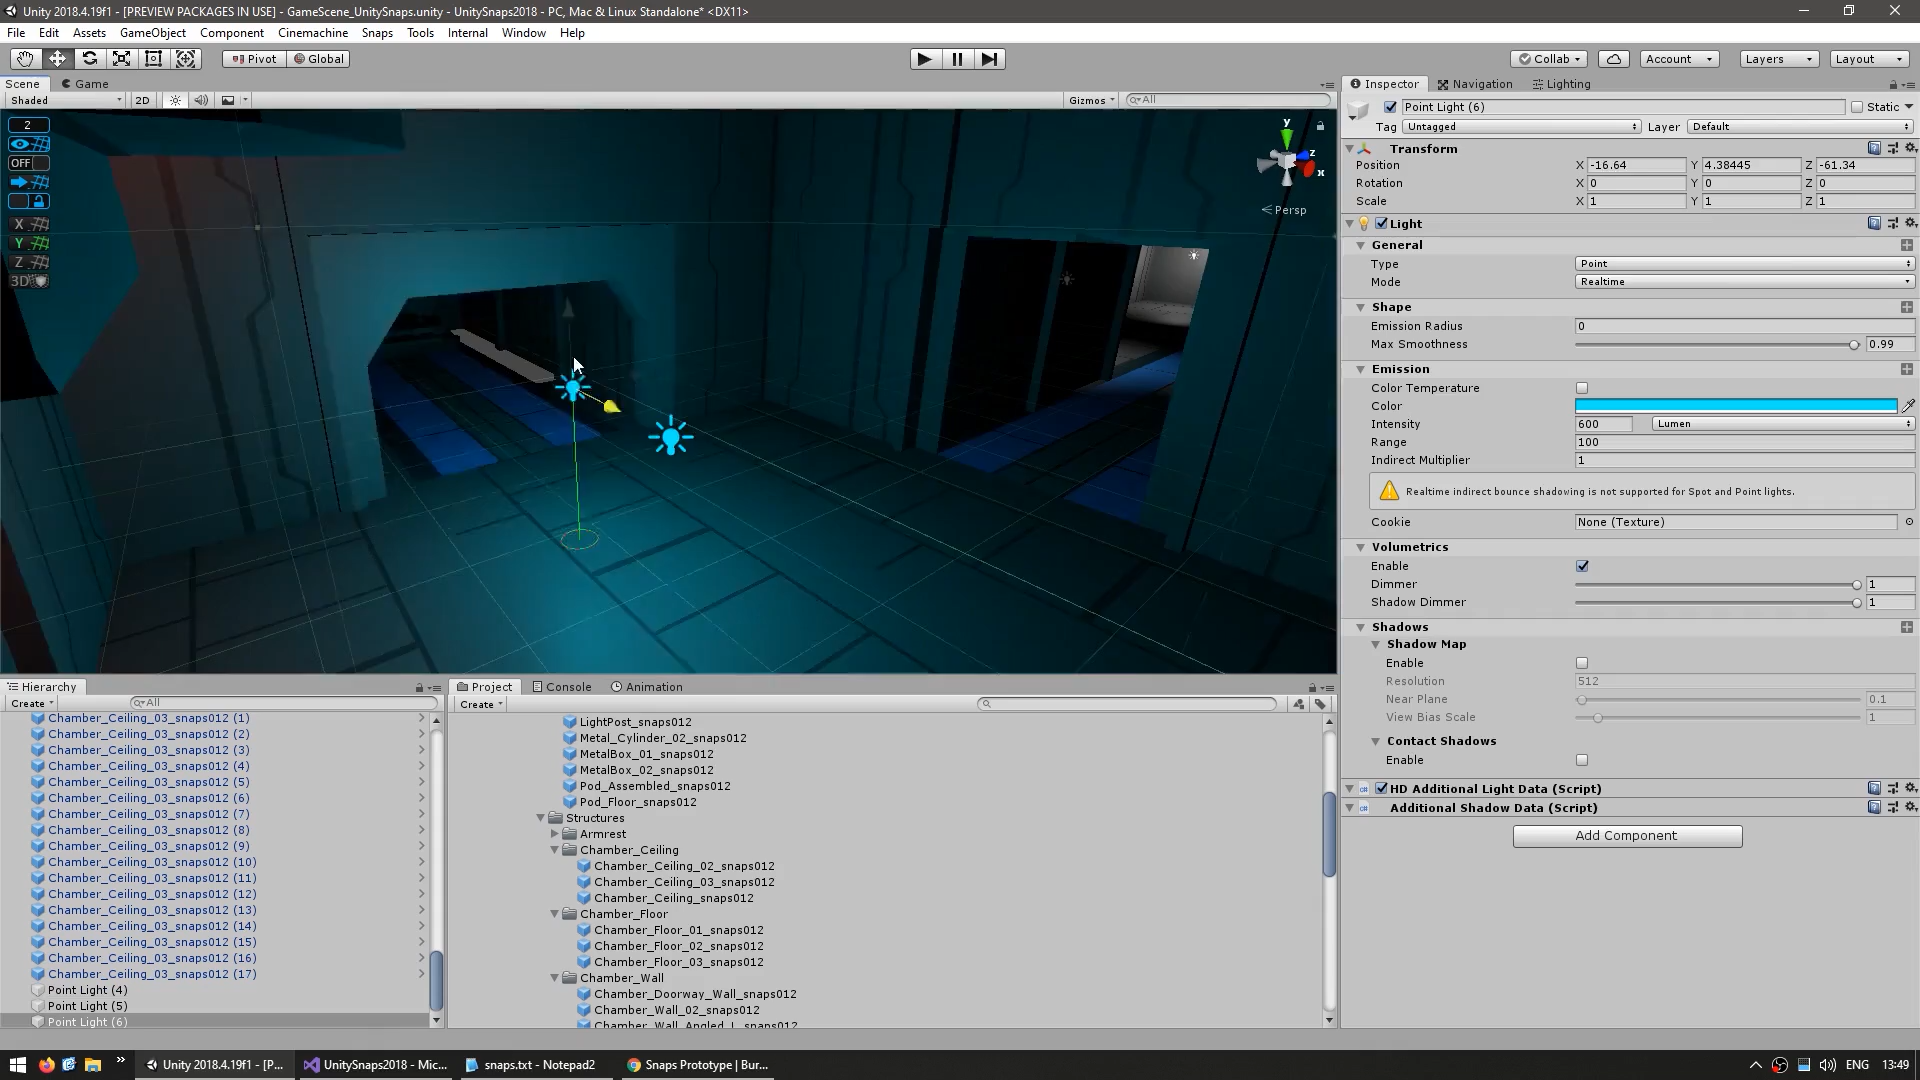 Unity 2018.4.19f1 - [PREVIEW PACKAGES IN USE] - GameScene_UnitySnaps.unity - UnitySnaps2018 - PC, Mac & Linux Standalone* <DX11>
File Edit Assets GameObject Component Cinemachine Snaps Tools Internal Window Help
Pivot Global Collab Account Layers Layout
Scene Game
Shaded 2D Gizmos All
2
OFF
X
Y
Z
3D
y
z
x
Persp
Inspector Navigation Lighting
Point Light (6) Static
Tag Untagged Layer Default
Transform
Position X -16.64 Y 4.38445 Z -61.34
Rotation X 0 Y 0 Z 0
Scale X 1 Y 1 Z 1
Light
General
Type Point
Mode Realtime
Shape
Emission Radius 0
Max Smoothness 0.99
Emission
Color Temperature
Color
Intensity 600 Lumen
Range 100
Indirect Multiplier 1
Realtime indirect bounce shadowing is not supported for Spot and Point lights.
Cookie None (Texture)
Volumetrics
Enable
Dimmer 1
Shadow Dimmer 1
Shadows
Shadow Map
Enable
Resolution 512
Near Plane 0.1
View Bias Scale 1
Contact Shadows
Enable
HD Additional Light Data (Script)
Additional Shadow Data (Script)
Add Component
Hierarchy
Create All
Chamber_Ceiling_03_snaps012 (1)
Chamber_Ceiling_03_snaps012 (2)
Chamber_Ceiling_03_snaps012 (3)
Chamber_Ceiling_03_snaps012 (4)
Chamber_Ceiling_03_snaps012 (5)
Chamber_Ceiling_03_snaps012 (6)
Chamber_Ceiling_03_snaps012 (7)
Chamber_Ceiling_03_snaps012 (8)
Chamber_Ceiling_03_snaps012 (9)
Chamber_Ceiling_03_snaps012 (10)
Chamber_Ceiling_03_snaps012 (11)
Chamber_Ceiling_03_snaps012 (12)
Chamber_Ceiling_03_snaps012 (13)
Chamber_Ceiling_03_snaps012 (14)
Chamber_Ceiling_03_snaps012 (15)
Chamber_Ceiling_03_snaps012 (16)
Chamber_Ceiling_03_snaps012 (17)
Point Light (4)
Point Light (5)
Point Light (6)
Project Console Animation
Create
LightPost_snaps012
Metal_Cylinder_02_snaps012
MetalBox_01_snaps012
MetalBox_02_snaps012
Pod_Assembled_snaps012
Pod_Floor_snaps012
Structures
Armrest
Chamber_Ceiling
Chamber_Ceiling_02_snaps012
Chamber_Ceiling_03_snaps012
Chamber_Ceiling_snaps012
Chamber_Floor
Chamber_Floor_01_snaps012
Chamber_Floor_02_snaps012
Chamber_Floor_03_snaps012
Chamber_Wall
Chamber_Doorway_Wall_snaps012
Chamber_Wall_02_snaps012
Chamber_Wall_Angled_L_snaps012
Unity 2018.4.19f1 - [P... UnitySnaps2018 - Mic... snaps.txt - Notepad2 Snaps Prototype | Bur... ENG 13:49